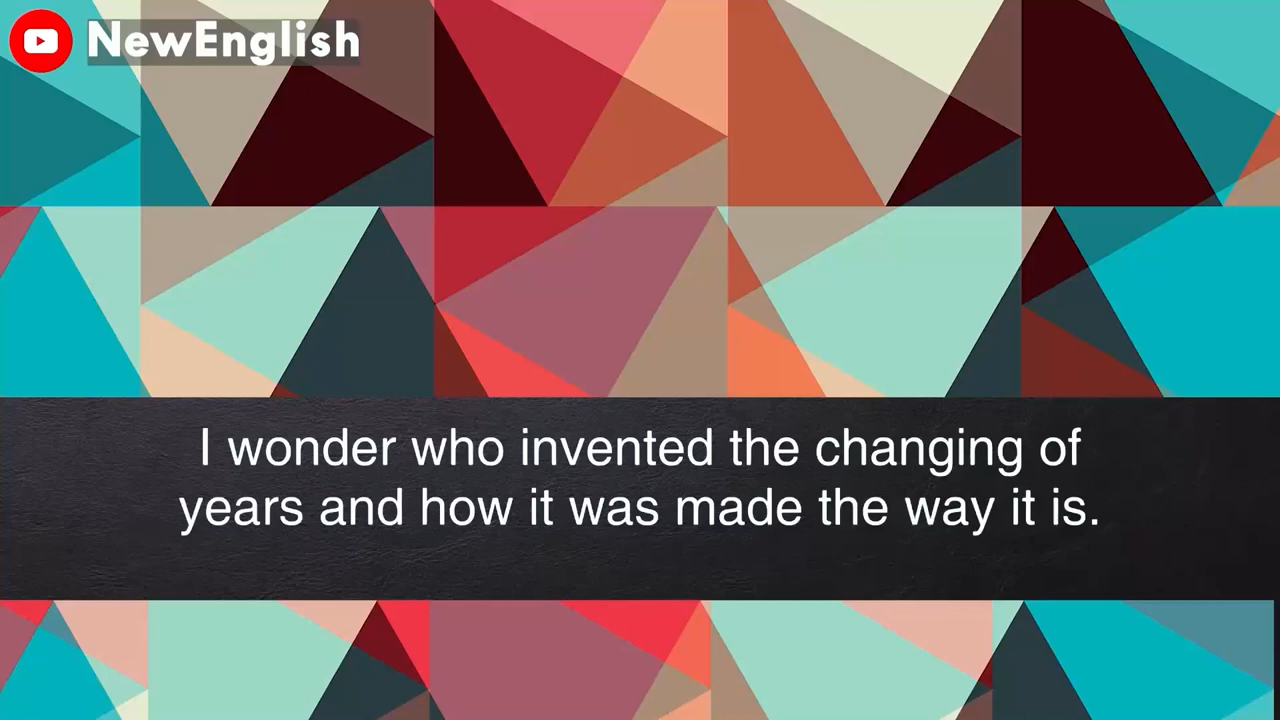 NewEnglish
I wonder who invented the changing of
years and how it was made the way it is.